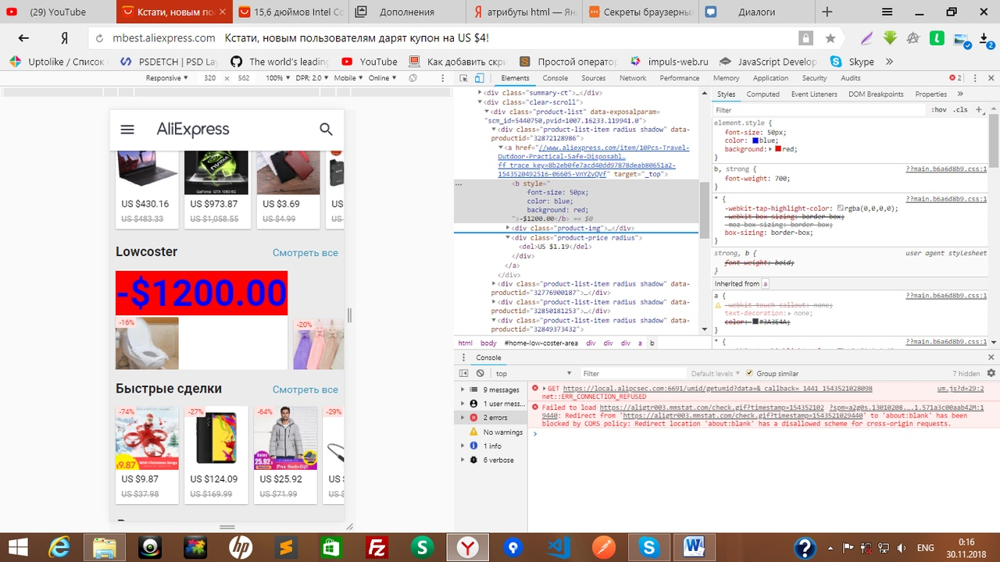 (29) YouTube
Кстати, новым по
15,6 дюймов Intel Co
Дополнения
атрибуты html — Ян
Секреты браузерны
Диалоги
mbest.aliexpress.com Кстати, новым пользователям дарят купон на US $4!
Uptolike / Список
PSDETCH | PSD La
The world's leading
YouTube
Как добавить скри
Простой оператор
impuls-web.ru
JavaScript Develop
Skype
2
Responsive ▼ 320 × 562 100% ▼ DPR: 2.0 ▼ Mobile ▼ Online ▼
AliExpress
US $430.16
US $483.33
US $973.87
US $1,058.55
US $3.69
US $4.99
US $
US $
Lowcoster
Смотреть все
-$1200.00
-16%
-20%
Быстрые сделки
Смотреть все
-74%
-27%
-64%
-29%
$9.87
25.92
US $9.87
US $37.98
US $124.09
US $169.99
US $25.92
US $71.99
US $
US $
Elements Console Sources Network Performance Memory Application Security Audits
2
<div class="summary-ct">…</div>
<div class="clear-scroll">
<div class="product-list" data-exposalparam=
"scm_id=5440750,pvid=1007.16233.119941.0">
<div class="product-list-item radius shadow" data-
productid="32872128986">
<a href="//www.aliexpress.com/item/10Pcs-Travel-
Outdoor-Practical-Safe-Disposabl…
ff trace_key=8b2eb0fe7acd40dd97878deab80651a2-
1543520492516-06605-VnYZvQVf" target="_top">
… <b style="
font-size: 50px;
color: blue;
background: red;
">-$1200.00</b> == $0
<div class="product-img">…</div>
<div class="product-price radius">
<del>US $1.19</del>
</div>
</a>
</div>
<div class="product-list-item radius shadow" data-
productid="32776900187">…</div>
<div class="product-list-item radius shadow" data-
productid="32850181253">…</div>
<div class="product-list-item radius shadow" data-
productid="32849373432">
html body #home-low-coster-area div div div a b
Styles Computed Event Listeners DOM Breakpoints Properties »
Filter
:hov .cls +
element.style {
font-size: 50px;
color: blue;
background: red;
}
b, strong {
??main.b6a6d8b9.css:1
font-weight: 700;
}
* {
??main.b6a6d8b9.css:1
-webkit-tap-highlight-color: rgba(0,0,0,0);
-webkit-box-sizing: border-box;
-moz-box-sizing: border-box;
box-sizing: border-box;
}
strong, b {
user agent stylesheet
font-weight: bold;
}
Inherited from a
a {
??main.b6a6d8b9.css:1
-webkit-touch-callout: none;
text-decoration: none;
color: #3A3E4A;
}
* {
??main.b6a6d8b9.css:1
Console
top
Filter
Default levels ▼
Group similar
7 hidden
9 messages
1 user mess…
2 errors
No warnings
1 info
6 verbose
GET https://local.alipcsec.com:6691/umid/getumid?data=&_callback=_1441_1543521028098
um.js?d=29:2
net::ERR_CONNECTION_REFUSED
Failed to load https://aligtr003.mmstat.com/check.gif?timestamp=154352102
?spm=a2g0s.13010208.…1.571a3c00aab42M:1
9440: Redirect from 'https://aligtr003.mmstat.com/check.gif?timestamp=1543521029440' to 'about:blank' has been
blocked by CORS policy: Redirect location 'about:blank' has a disallowed scheme for cross-origin requests.
ENG
0:16
30.11.2018